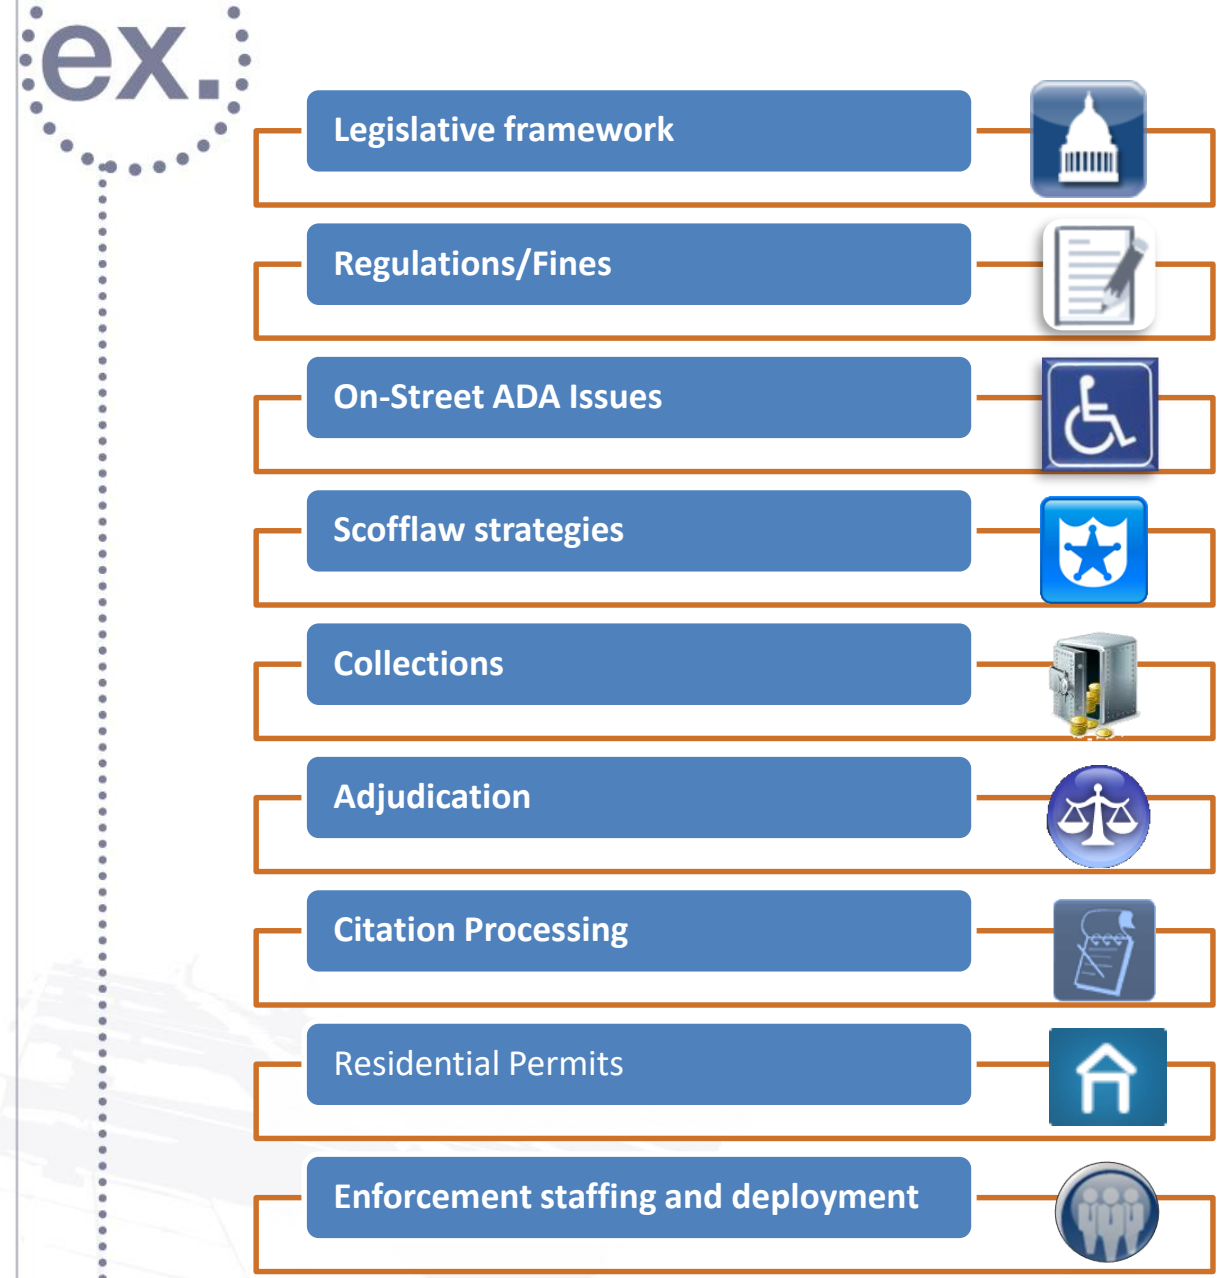 ex.
Legislative framework
Regulations/Fines
On-Street ADA Issues
Scofflaw strategies
Collections
Adjudication
Citation Processing
Residential Permits
Enforcement staffing and deployment